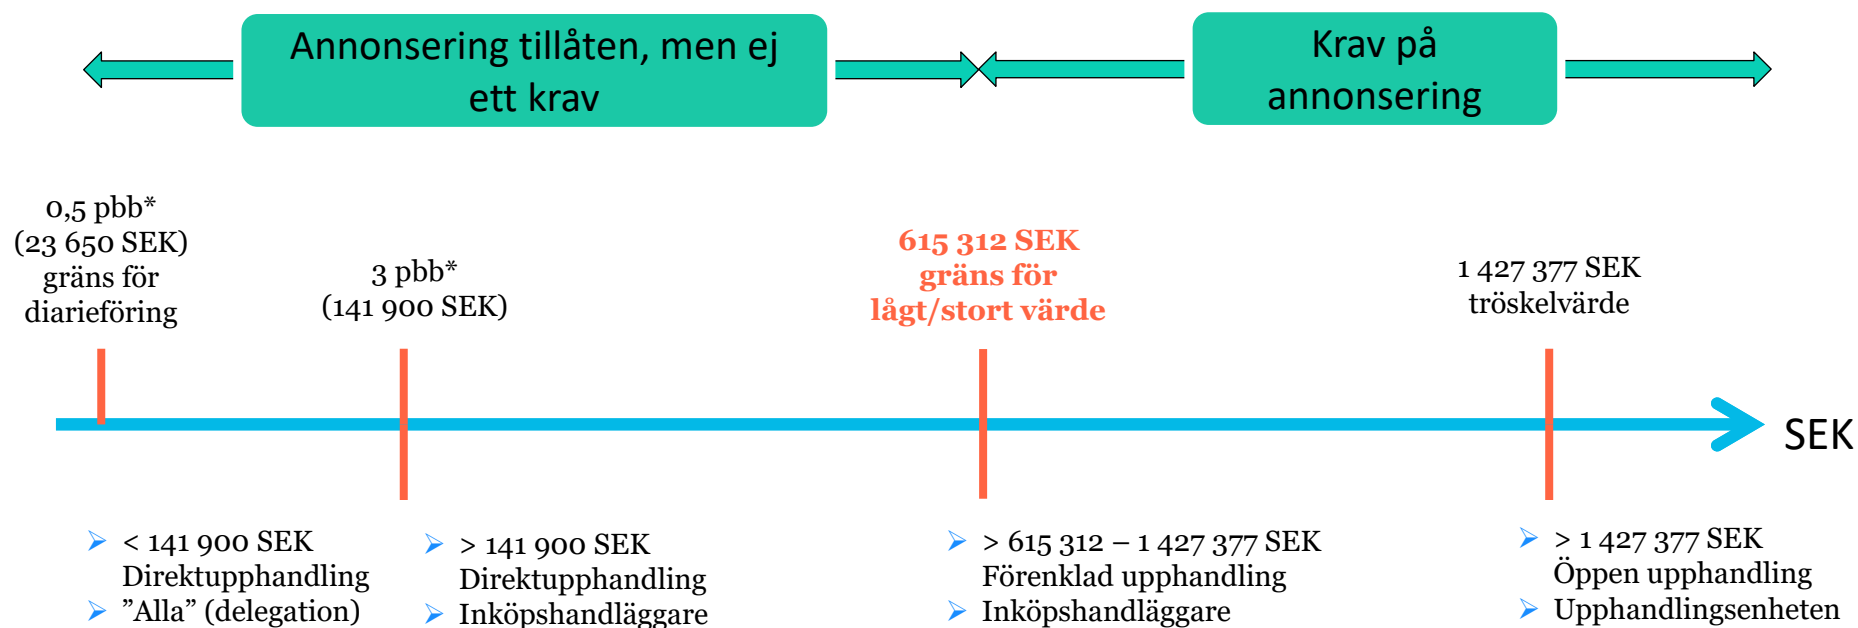 Annonsering tillåten, men ej
ett krav
Krav på
annonsering
0,5 pbb*
(23 650 SEK)
gräns för
diarieföring
3 pbb*
(141 900 SEK)
615 312 SEK
gräns för
lågt/stort värde
1 427 377 SEK
tröskelvärde
SEK
< 141 900 SEK
Direktupphandling
”Alla” (delegation)
> 141 900 SEK
Direktupphandling
Inköpshandläggare
> 615 312 – 1 427 377 SEK
Förenklad upphandling
Inköpshandläggare
> 1 427 377 SEK
Öppen upphandling
Upphandlingsenheten